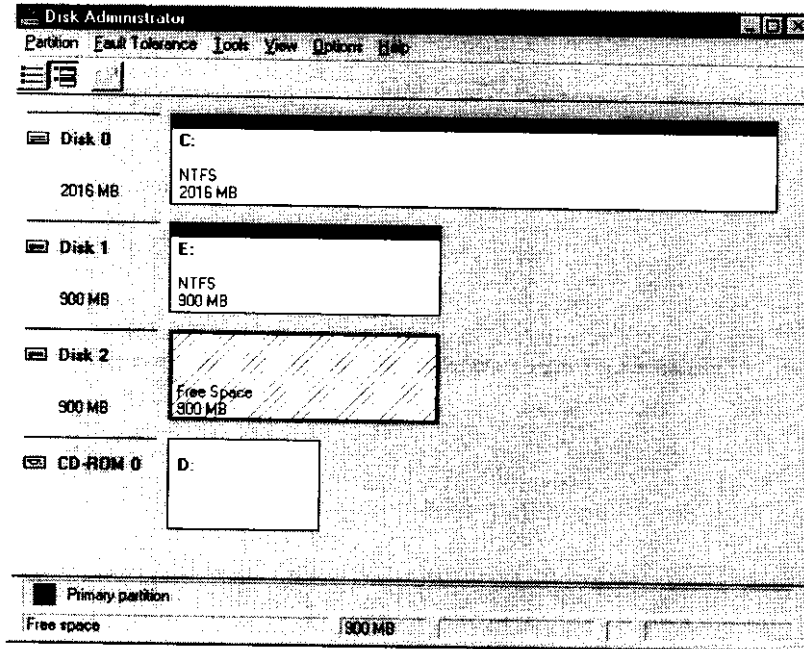 Disk Administrator
Partition Fault Tolerance Tools View Options Help
Disk 0
2016 MB
C:
NTFS
2016 MB
Disk 1
900 MB
E:
NTFS
900 MB
Disk 2
900 MB
Free Space
900 MB
CD-ROM 0
D:
Primary partition
Free space 900 MB